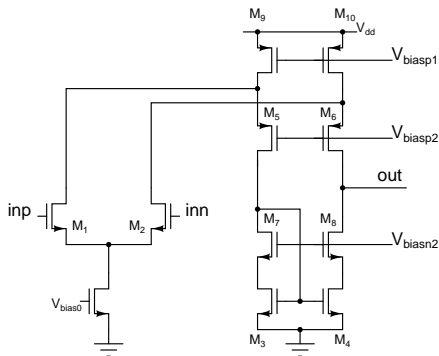 M9 M10
Vdd
Vbiasp1
M5 M6
Vbiasp2
out
inp M1 M2 inn
M7 M8
Vbiasn2
Vbias0
M3 M4